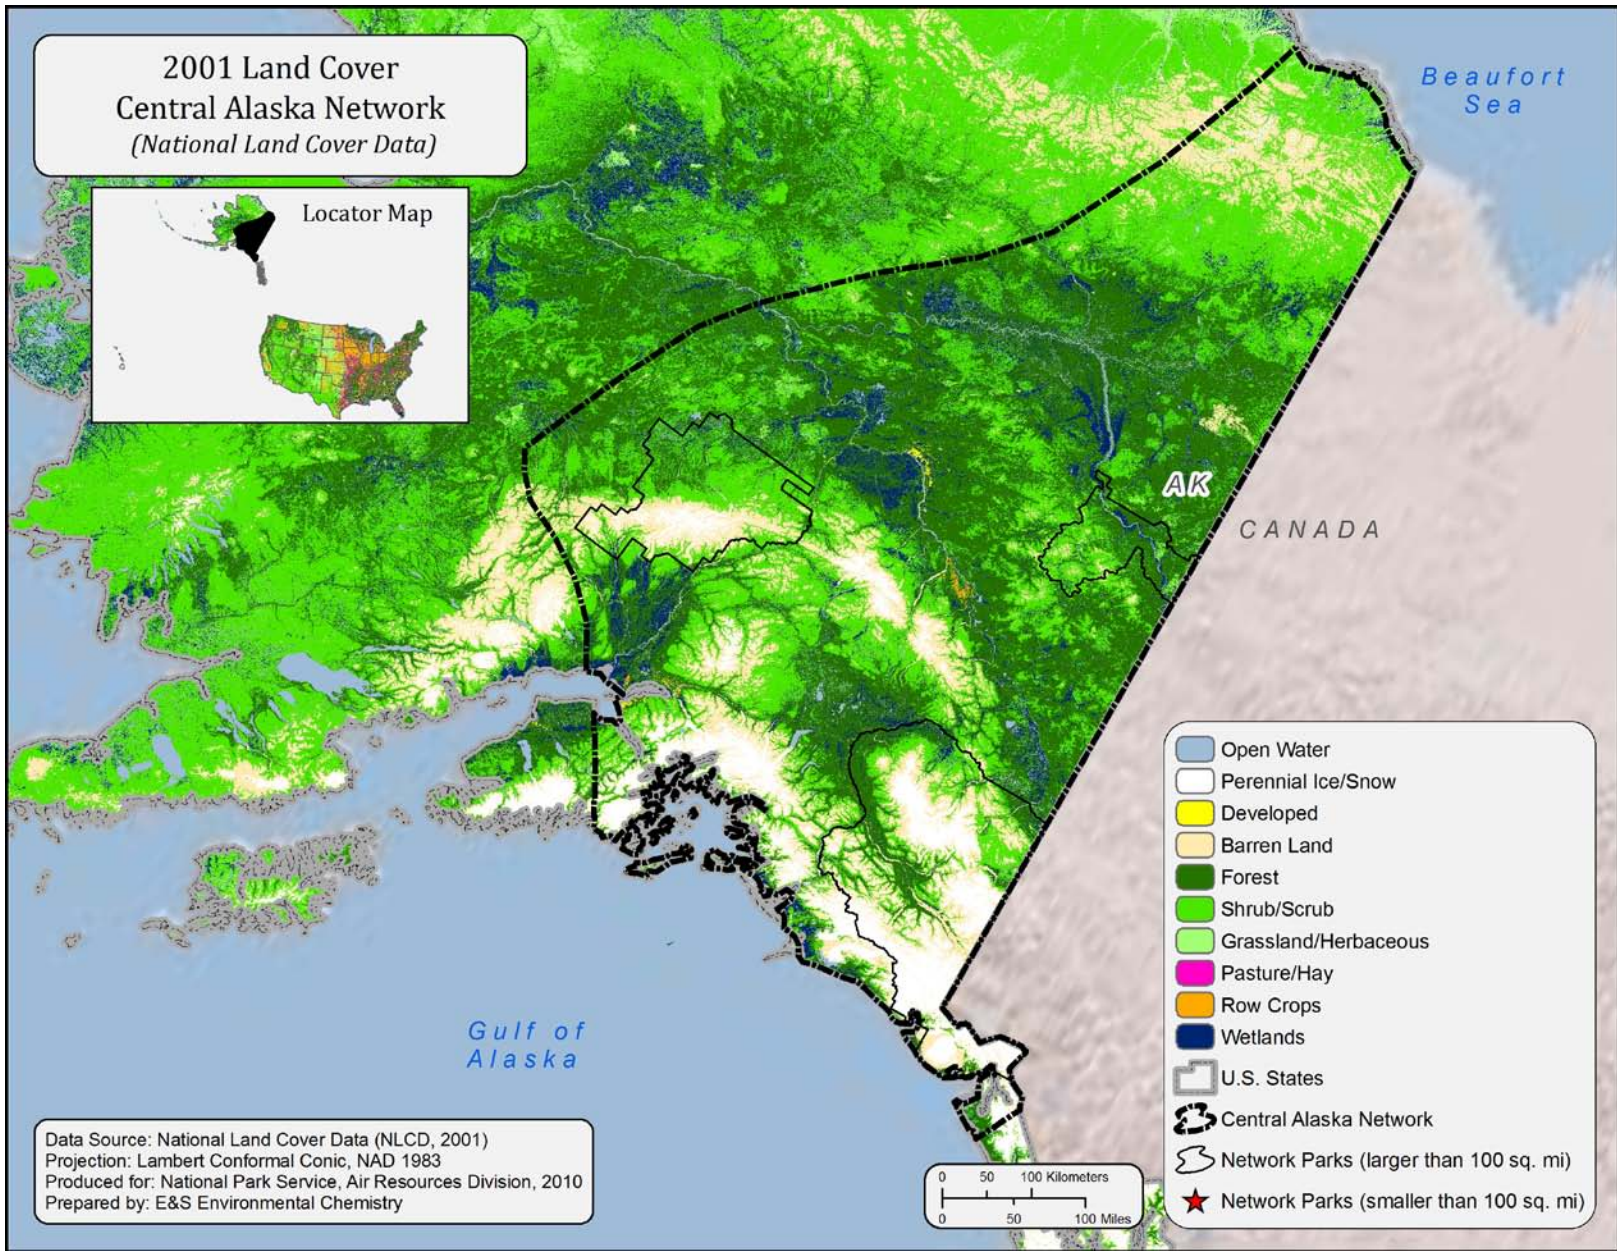 2001 Land Cover
Central Alaska Network
(National Land Cover Data)
Locator Map
Beaufort
Sea
AK
CANADA
Gulf of
Alaska
Open Water
Perennial Ice/Snow
Developed
Barren Land
Forest
Shrub/Scrub
Grassland/Herbaceous
Pasture/Hay
Row Crops
Wetlands
U.S. States
Central Alaska Network
Network Parks (larger than 100 sq. mi)
Network Parks (smaller than 100 sq. mi)
Data Source: National Land Cover Data (NLCD, 2001)
Projection: Lambert Conformal Conic, NAD 1983
Produced for: National Park Service, Air Resources Division, 2010
Prepared by: E&S Environmental Chemistry
0 50 100 Kilometers
0 50 100 Miles